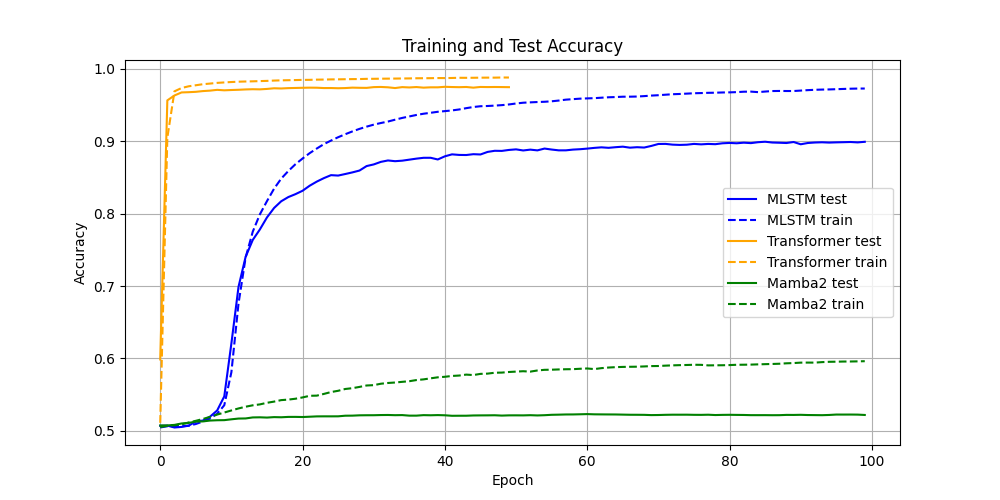 Training and Test Accuracy
1.0
0.9
0.8
0.7
0.6
0.5
Accuracy
MLSTM test
MLSTM train
Transformer test
Transformer train
Mamba2 test
Mamba2 train
0 20 40 60 80 100
Epoch